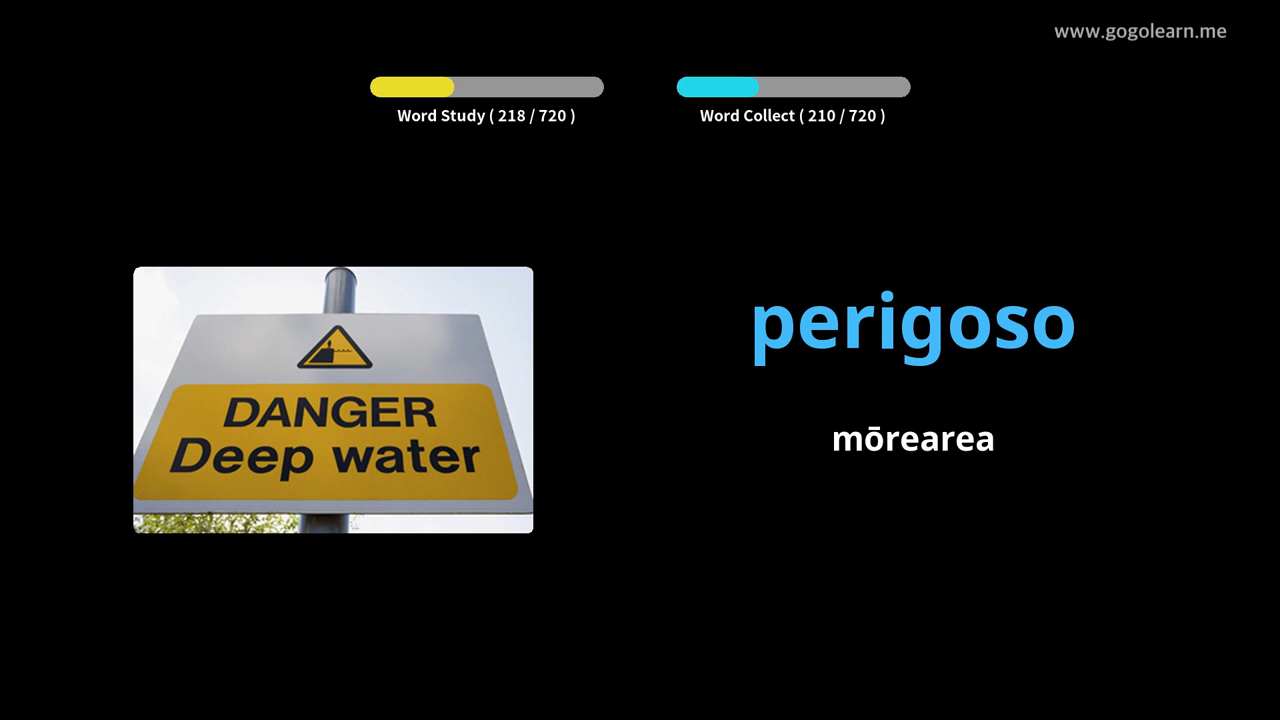 www.gogolearn.me
Word Study ( 218 / 720 )
Word Collect ( 210 / 720 )
DANGER
Deep water
perigoso
mōrearea